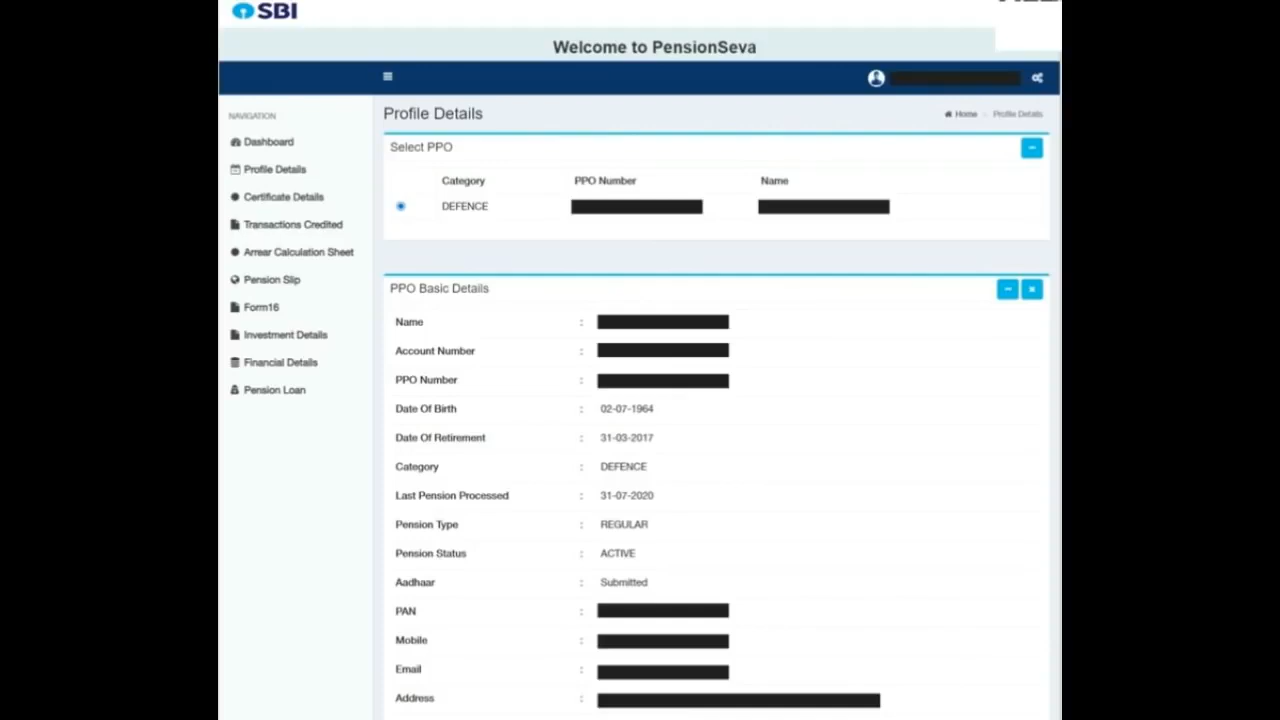 SBI
Welcome to PensionSeva
NAVIGATION
Dashboard
Profile Details
Certificate Details
Transactions Credited
Arrear Calculation Sheet
Pension Slip
Form16
Investment Details
Financial Details
Pension Loan
Profile Details
Home
Profile Details
Select PPO
Category PPO Number Name
DEFENCE
PPO Basic Details
Name :
Account Number :
PPO Number :
Date Of Birth : 02-07-1964
Date Of Retirement : 31-03-2017
Category : DEFENCE
Last Pension Processed : 31-07-2020
Pension Type : REGULAR
Pension Status : ACTIVE
Aadhaar : Submitted
PAN :
Mobile :
Email :
Address :